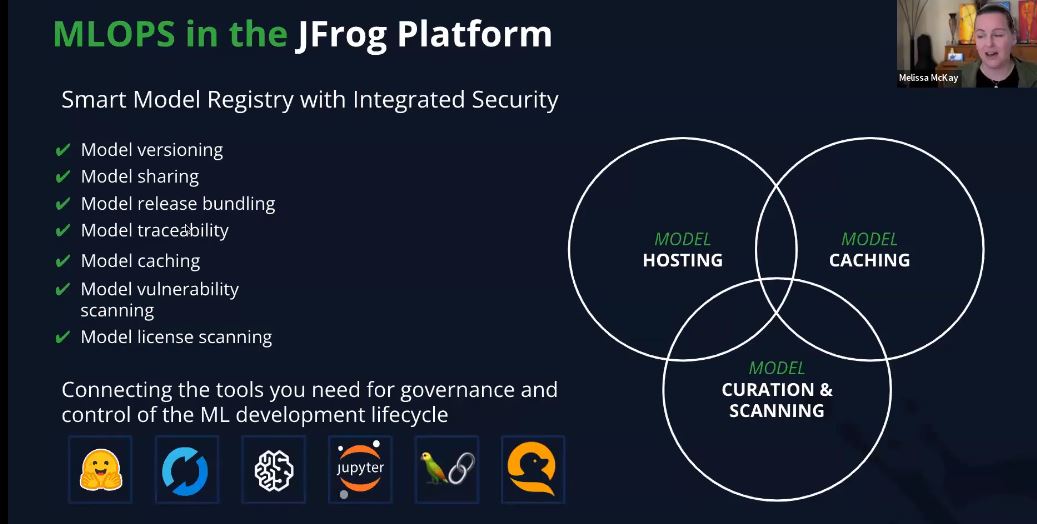 MLOPS in the JFrog Platform
Melissa McKay
Smart Model Registry with Integrated Security
✔ Model versioning
✔ Model sharing
✔ Model release bundling
✔ Model traceability
✔ Model caching
✔ Model vulnerability
scanning
✔ Model license scanning
Connecting the tools you need for governance and
control of the ML development lifecycle
jupyter
MODEL
HOSTING
MODEL
CACHING
MODEL
CURATION &
SCANNING